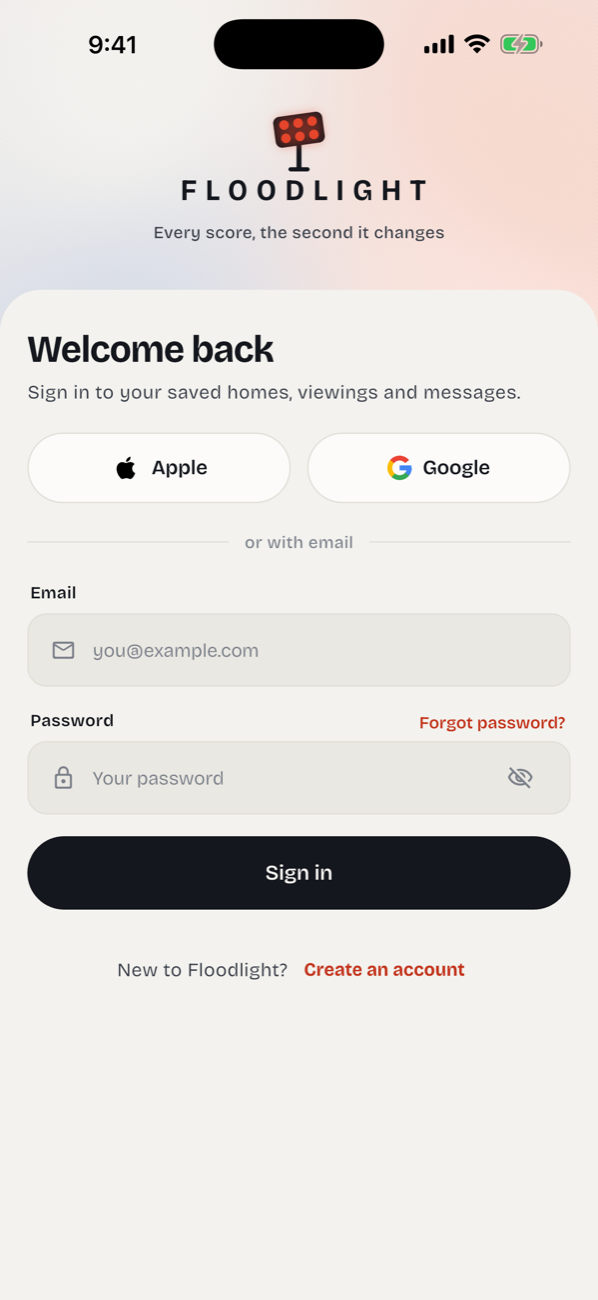 9:41
FLOODLIGHT
Every score, the second it changes
Welcome back
Sign in to your saved homes, viewings and messages.
Apple
Google
or with email
Email
you@example.com
Password
Forgot password?
Your password
Sign in
New to Floodlight? Create an account